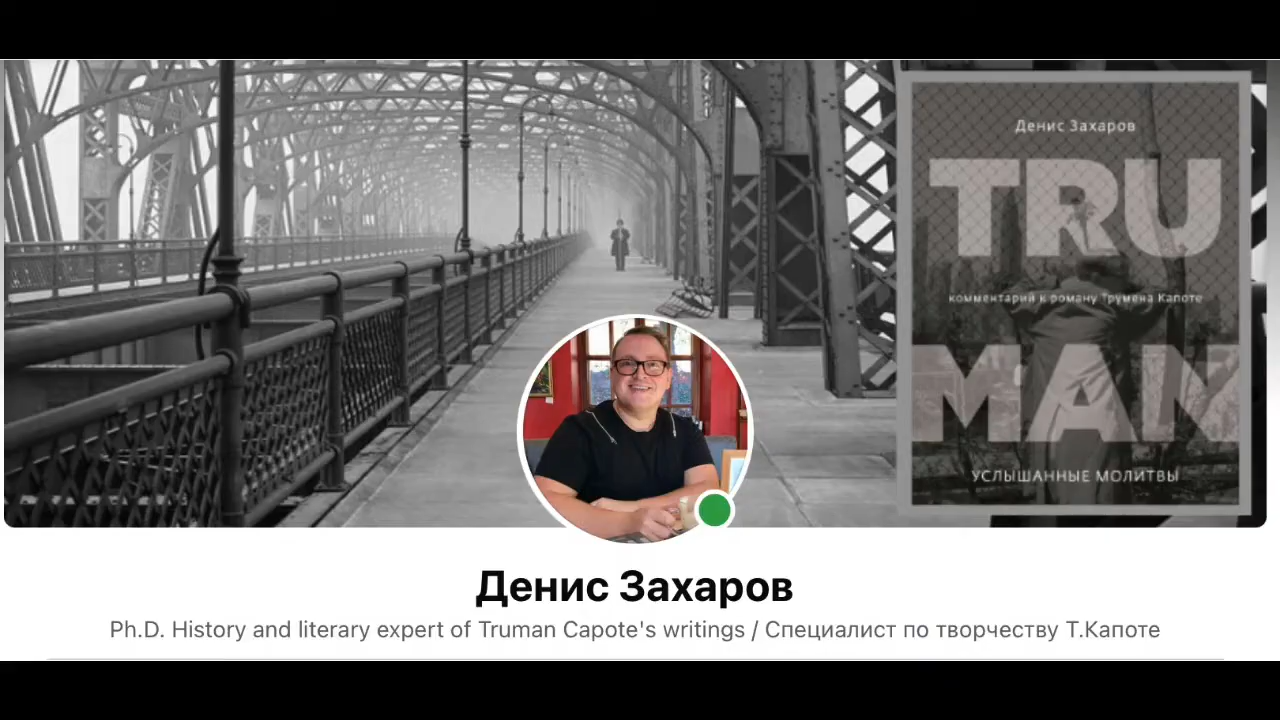 Денис Захаров
TRU
комментарий к роману Трумена Капоте
MAN
УСЛЫШАННЫЕ МОЛИТВЫ
Денис Захаров
Ph.D. History and literary expert of Truman Capote's writings / Специалист по творчеству Т.Капоте